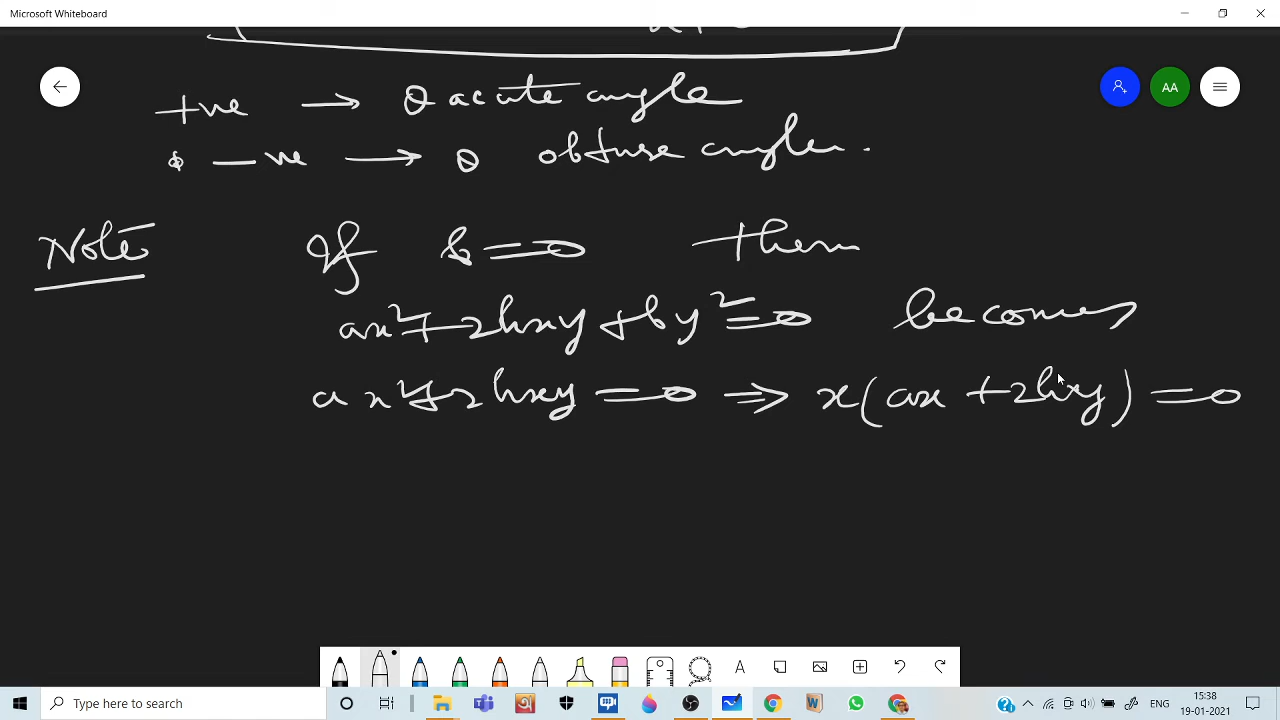 Microsoft Whiteboard
+ve → θ acute angle
−ve → θ obtuse angle.
AA
Note If b=0 then
ax²+2hxy+by²=0 becomes
ax²+2hxy=0 ⇒ x(ax+2hy)=0
Type here to search
ENG
15:38
19-01-2021